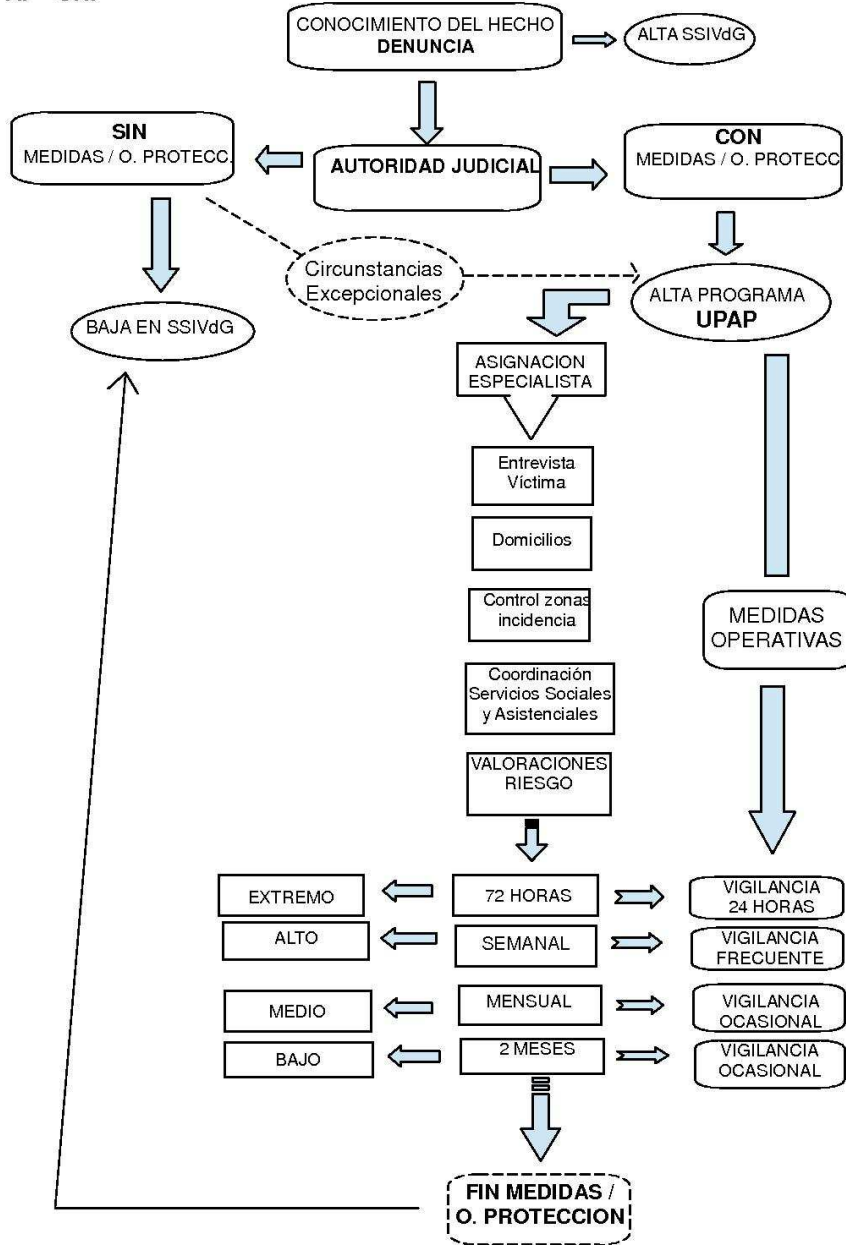 CONOCIMIENTO DEL HECHO
DENUNCIA
ALTA SSIVdG
SIN
MEDIDAS / O. PROTECC.
AUTORIDAD JUDICIAL
CON
MEDIDAS / O. PROTECC
Circunstancias
Excepcionales
ALTA PROGRAMA
UPAP
BAJA EN SSIVdG
ASIGNACION
ESPECIALISTA
Entrevista
Víctima
Domicilios
Control zonas
incidencia
MEDIDAS
OPERATIVAS
Coordinación
Servicios Sociales
y Asistenciales
VALORACIONES
RIESGO
EXTREMO
72 HORAS
VIGILANCIA
24 HORAS
ALTO
SEMANAL
VIGILANCIA
FRECUENTE
MEDIO
MENSUAL
VIGILANCIA
OCASIONAL
BAJO
2 MESES
VIGILANCIA
OCASIONAL
FIN MEDIDAS /
O. PROTECCION